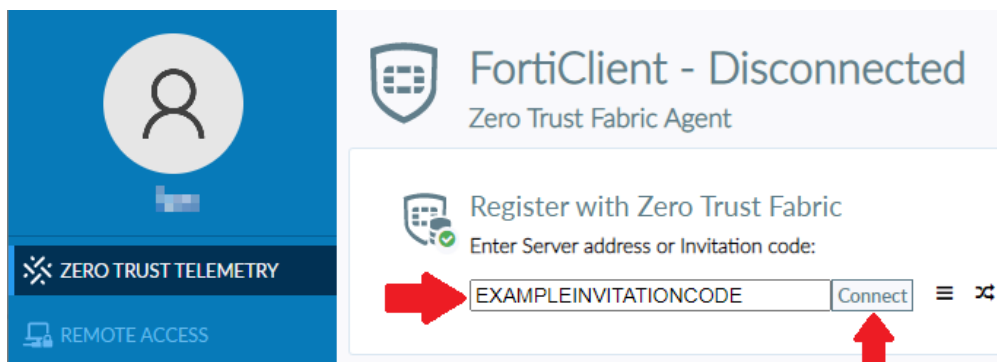 FortiClient - Disconnected
Zero Trust Fabric Agent
Register with Zero Trust Fabric
Enter Server address or Invitation code:
EXAMPLEINVITATIONCODE
Connect
ZERO TRUST TELEMETRY
REMOTE ACCESS